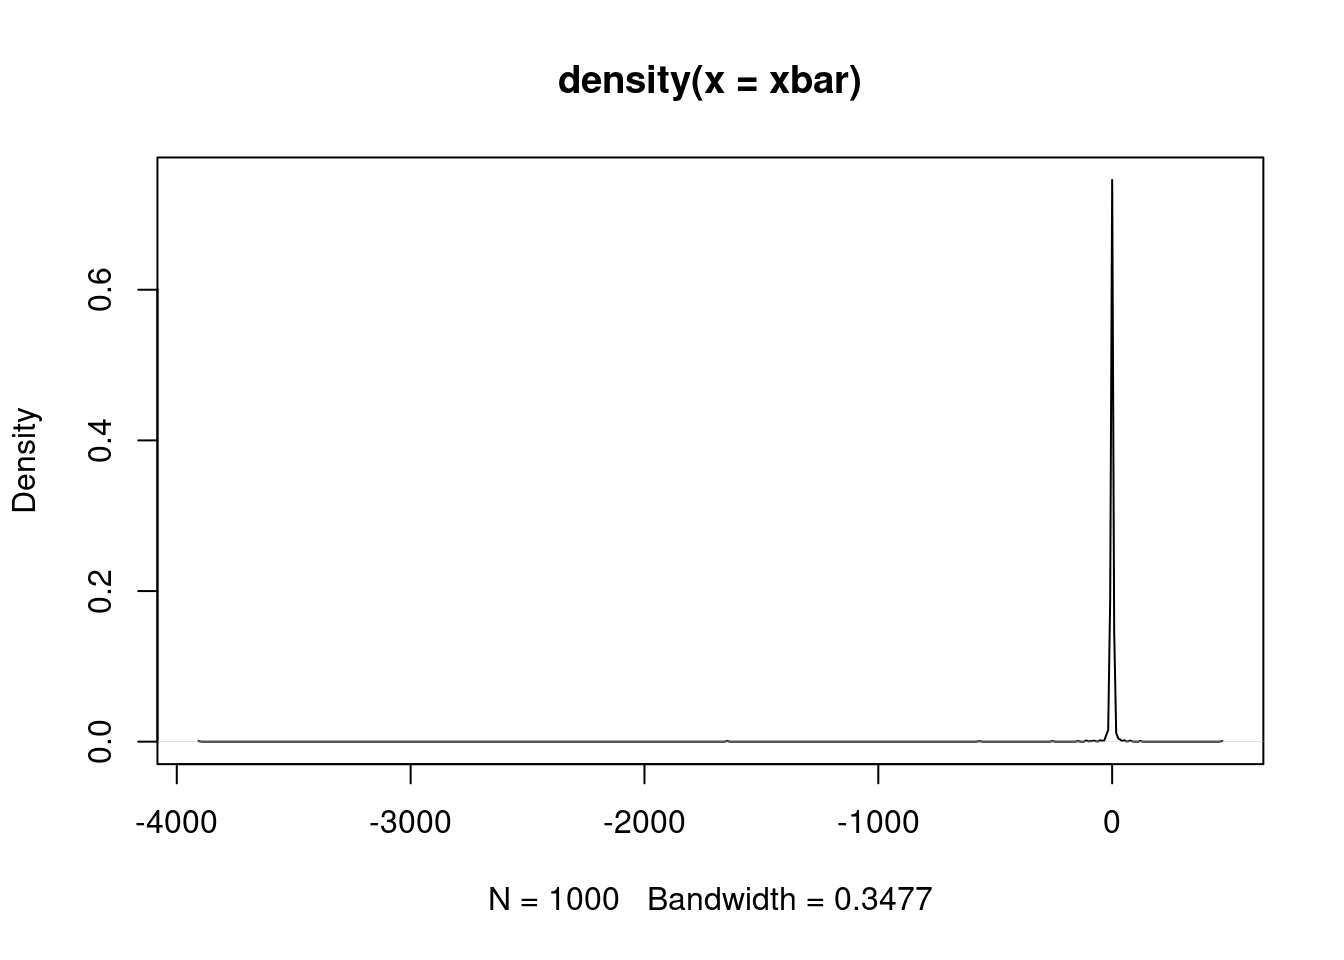 density(x = xbar)
Density
0.6
0.4
0.2
0.0
-4000 -3000 -2000 -1000 0
N = 1000 Bandwidth = 0.3477